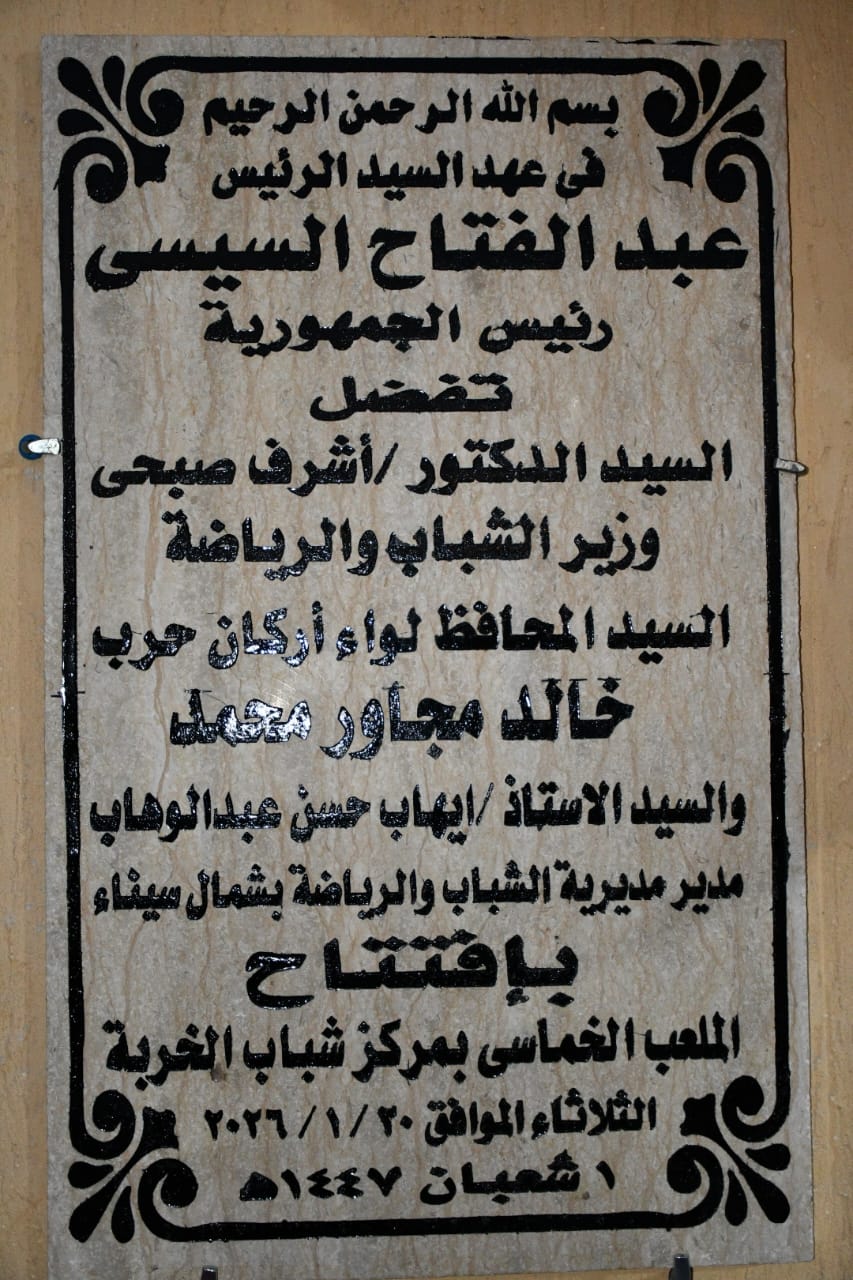 بسم الله الرحمن الرحيم
فى عهد السيد الرئيس
عبد الفتاح السيسى
رئيس الجمهورية
تفضل
السيد الدكتور /أشرف صبحى
وزير الشباب والرياضة
السيد المحافظ لواء أركان حرب
خالد مجاور محمد
والسيد الاستاذ /ايهاب حسن عبدالوهاب
مدير مديرية الشباب والرياضة بشمال سيناء
بإفتتاح
الملعب الخماسى بمركز شباب الخربة
الثلاثاء الموافق ٢٠ /١ /٢٠٢٦
١ شعبان ١٤٤٧هـ